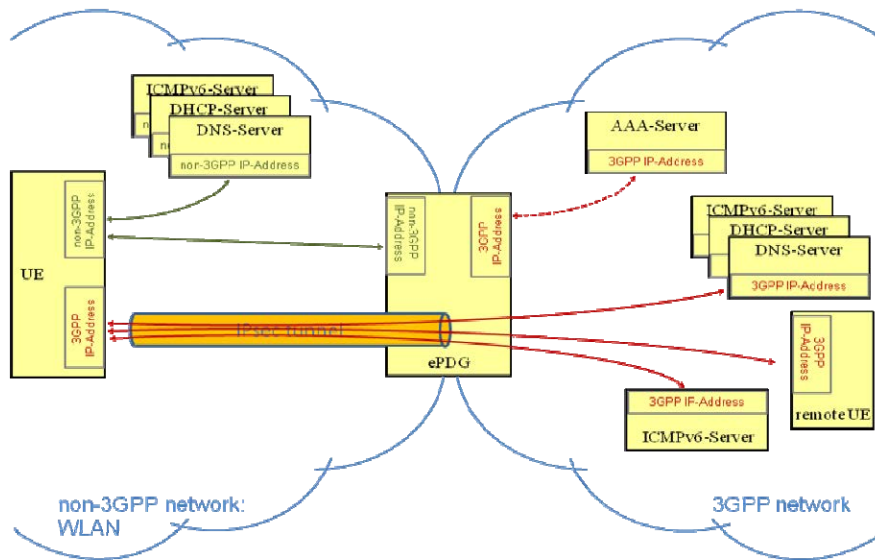 ICMPv6-Server
DHCP-Server
DNS-Server
non-3GPP IP-Address
UE
non-3GPP
IP-Address
3GPP
IP-Address
IPsec tunnel
non-3GPP
IP-Address
3GPP
IP-Address
ePDG
AAA-Server
3GPP IP-Address
ICMPv6-Server
DHCP-Server
DNS-Server
3GPP IP-Address
3GPP
IP-Address
remote UE
3GPP IP-Address
ICMPv6-Server
non-3GPP network:
WLAN
3GPP network